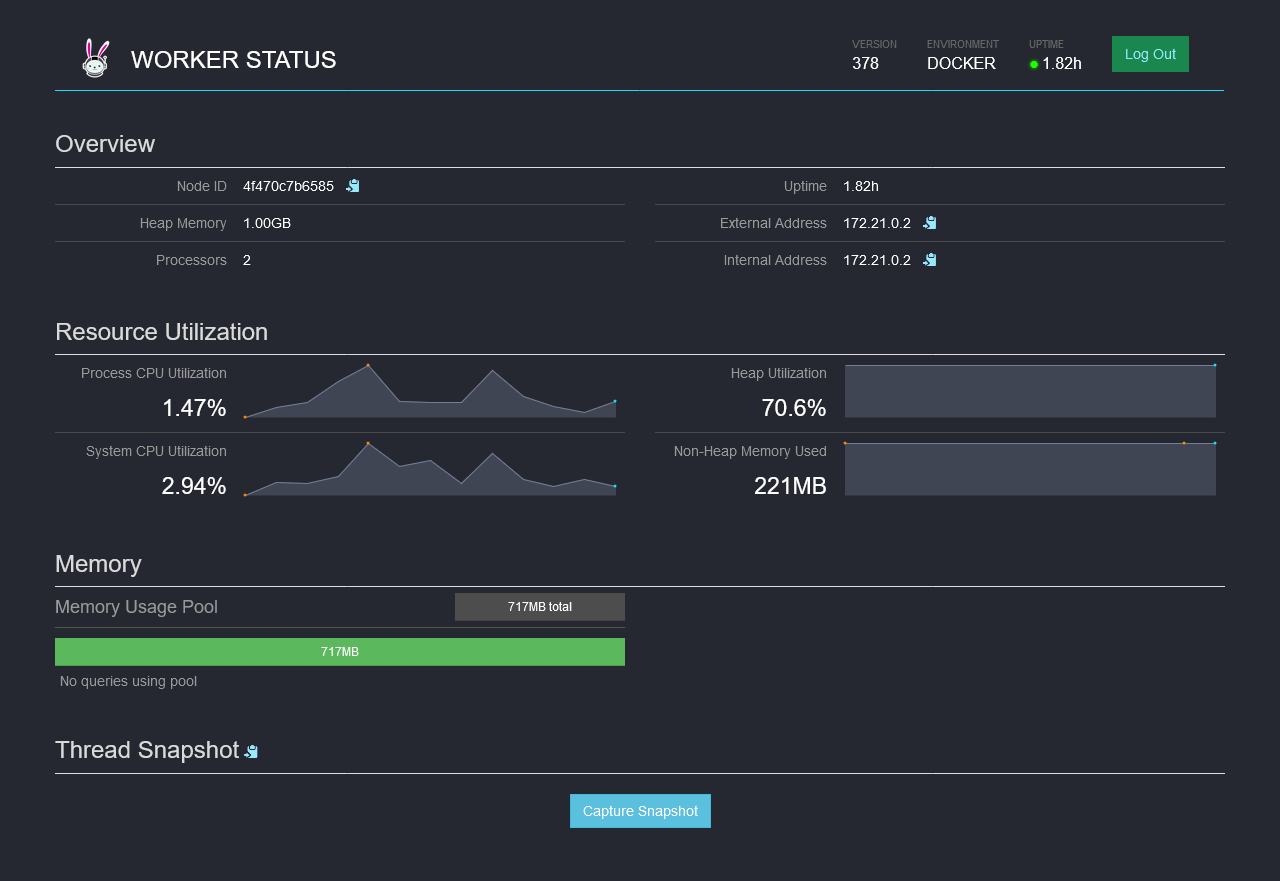 WORKER STATUS
VERSION
378
ENVIRONMENT
DOCKER
UPTIME
1.82h
Log Out
Overview
Node ID 4f470c7b6585
Heap Memory 1.00GB
Processors 2
Uptime 1.82h
External Address 172.21.0.2
Internal Address 172.21.0.2
Resource Utilization
Process CPU Utilization
1.47%
System CPU Utilization
2.94%
Heap Utilization
70.6%
Non-Heap Memory Used
221MB
Memory
Memory Usage Pool 717MB total
717MB
No queries using pool
Thread Snapshot
Capture Snapshot